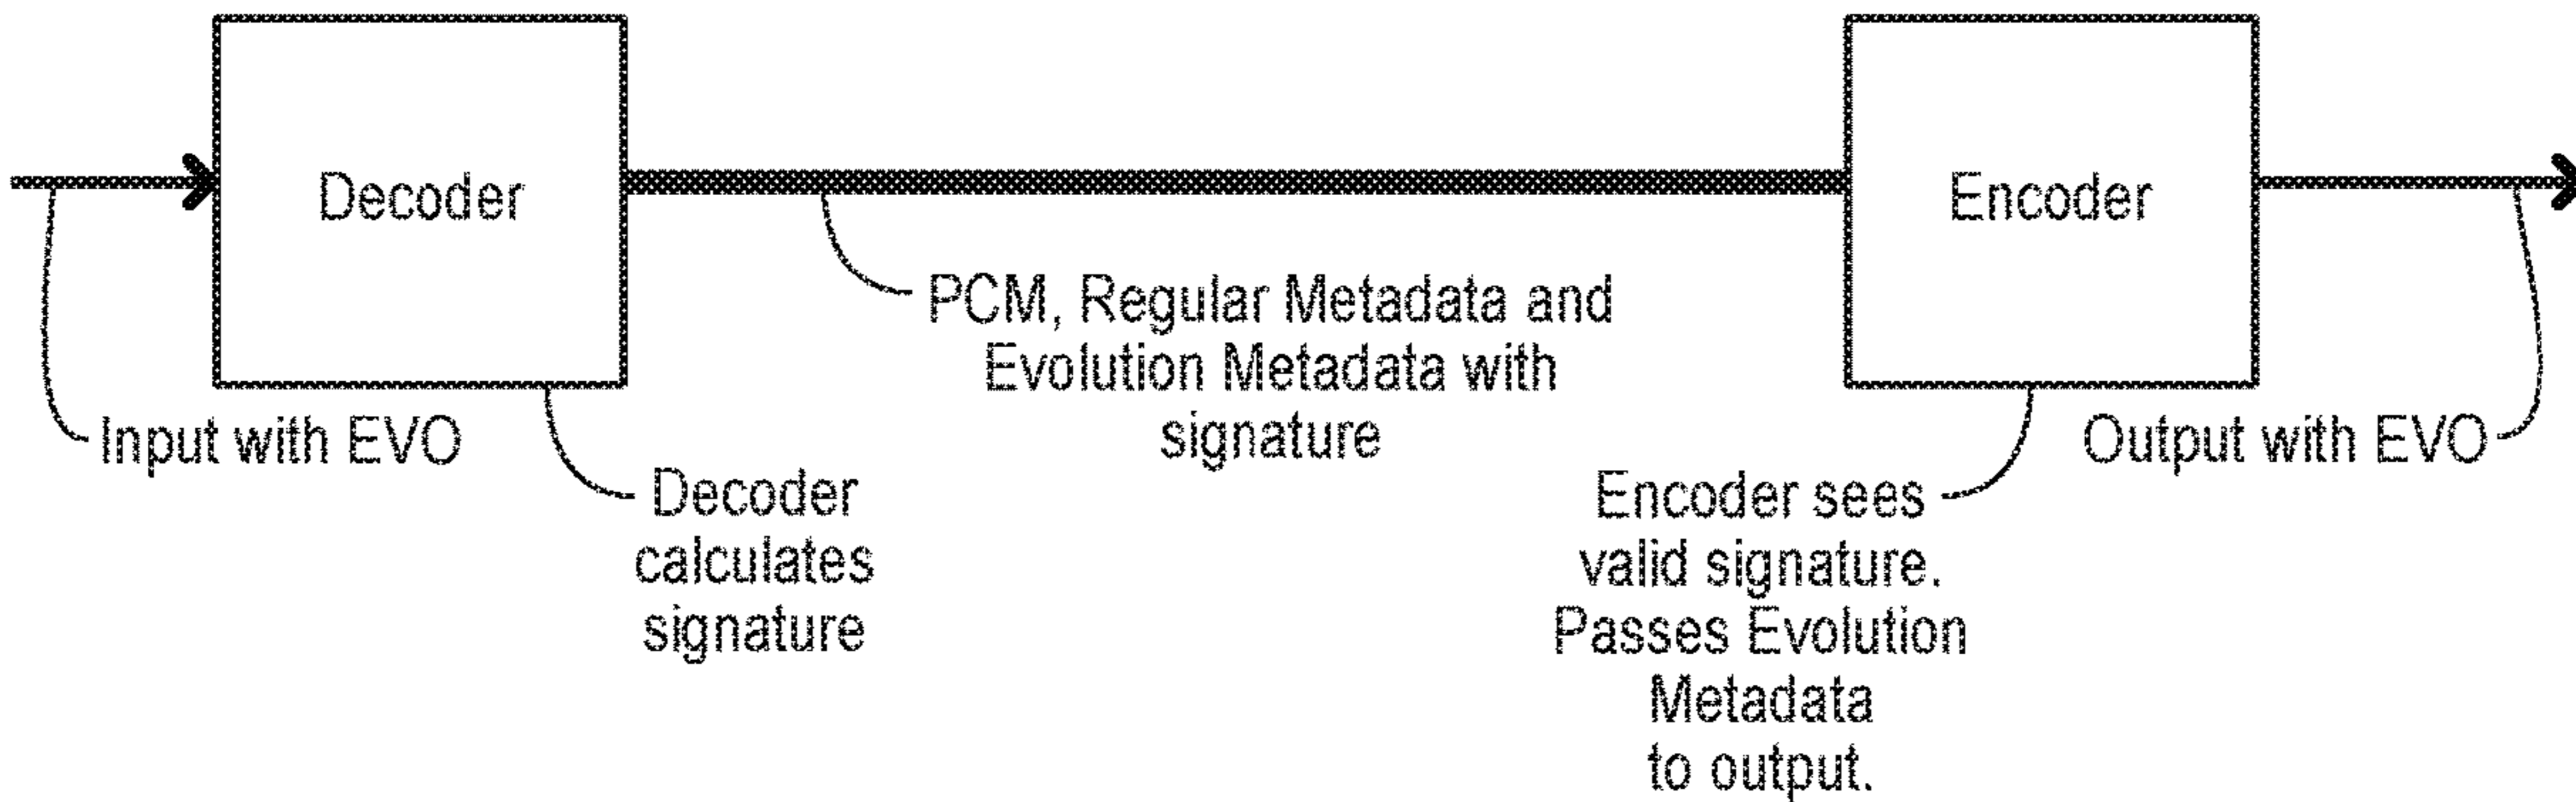 Decoder
Encoder
PCM, Regular Metadata and
Evolution Metadata with
signature
Input with EVO
Decoder
calculates
signature
Output with EVO
Encoder sees
valid signature.
Passes Evolution
Metadata
to output.